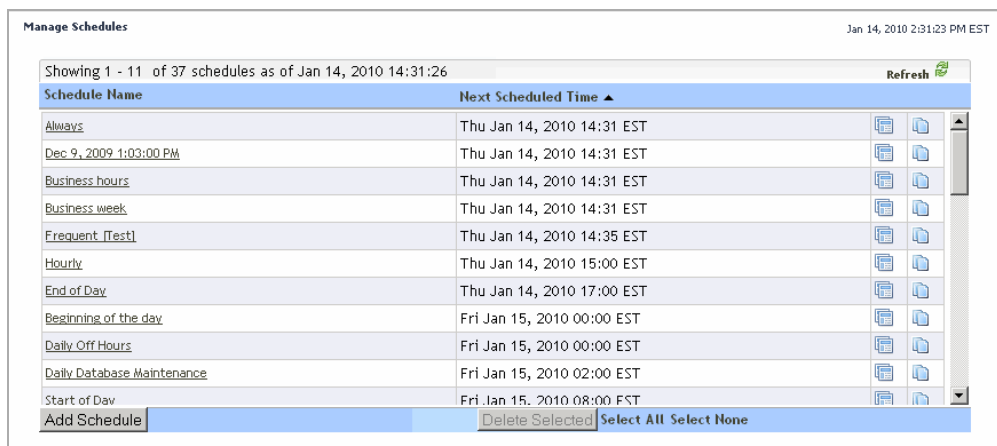 Manage Schedules
Jan 14, 2010 2:31:23 PM EST
Showing 1 - 11 of 37 schedules as of Jan 14, 2010 14:31:26
Refresh
Schedule Name Next Scheduled Time
Always Thu Jan 14, 2010 14:31 EST
Dec 9, 2009 1:03:00 PM Thu Jan 14, 2010 14:31 EST
Business hours Thu Jan 14, 2010 14:31 EST
Business week Thu Jan 14, 2010 14:31 EST
Frequent [Test] Thu Jan 14, 2010 14:35 EST
Hourly Thu Jan 14, 2010 15:00 EST
End of Day Thu Jan 14, 2010 17:00 EST
Beginning of the day Fri Jan 15, 2010 00:00 EST
Daily Off Hours Fri Jan 15, 2010 00:00 EST
Daily Database Maintenance Fri Jan 15, 2010 02:00 EST
Start of Day Fri Jan 15, 2010 08:00 EST
Add Schedule Delete Selected Select All Select None